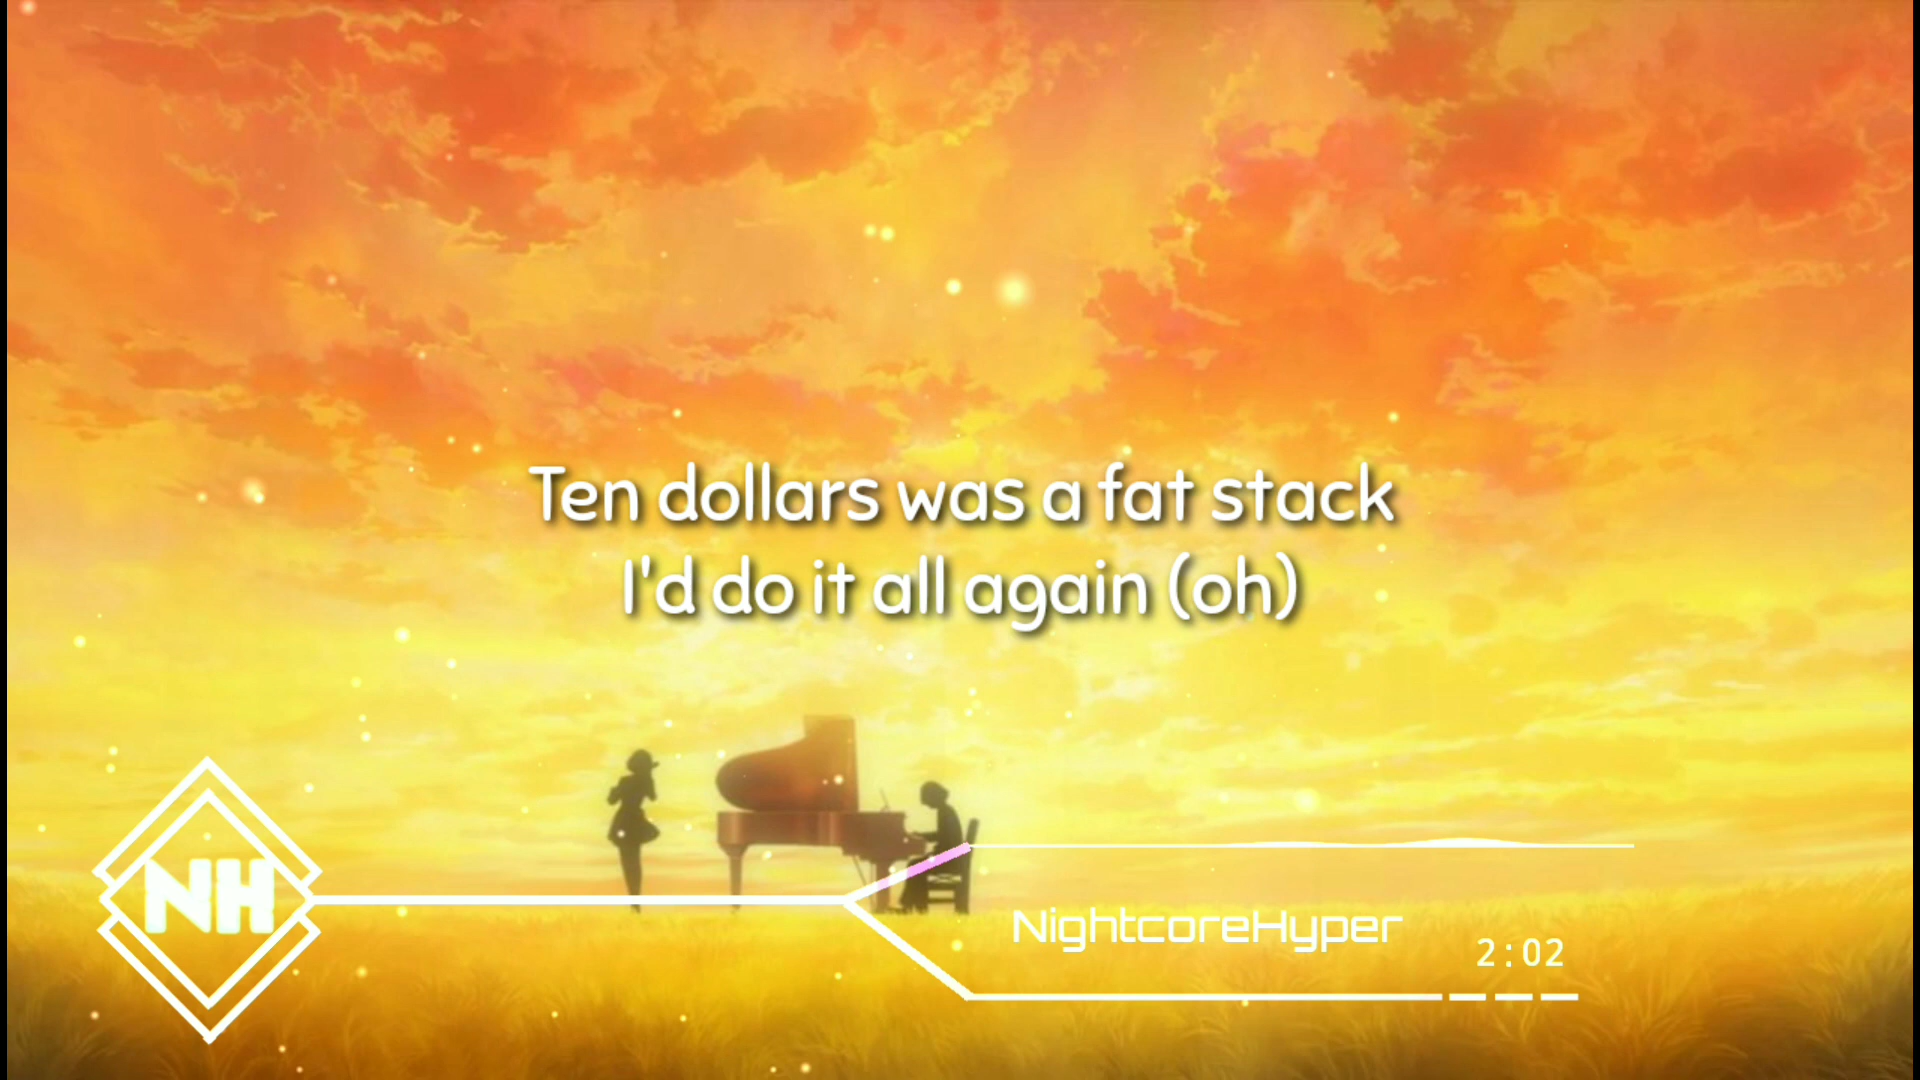 Ten dollars was a fat stack
I'd do it all again (oh)
NH
NightcoreHyper
2:02